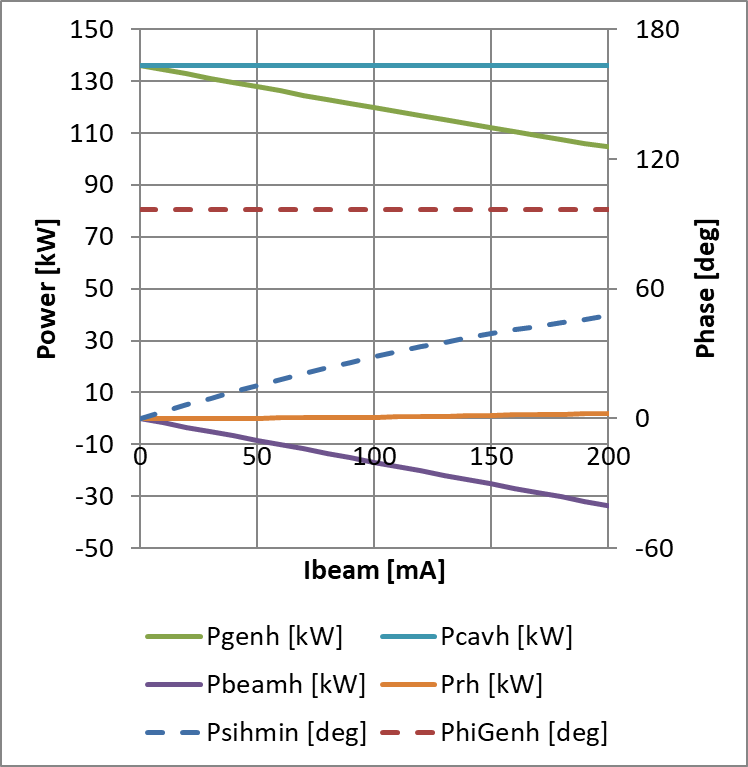 150
130
110
90
70
50
30
10
-10
-30
-50
Power [kW]
180
120
60
0
-60
Phase [deg]
0 50 100 150 200
Ibeam [mA]
Pgenh [kW] Pcavh [kW]
Pbeamh [kW] Prh [kW]
Psihmin [deg] PhiGenh [deg]